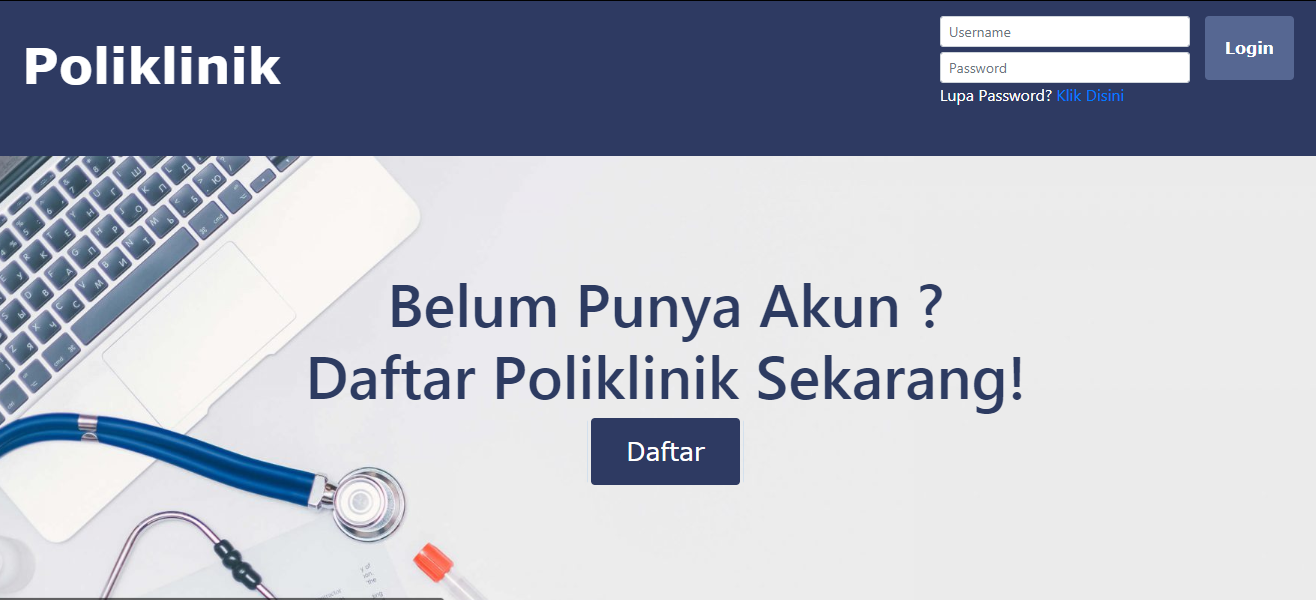 Poliklinik
Username
Password
Login
Lupa Password? Klik Disini
Belum Punya Akun ?
Daftar Poliklinik Sekarang!
Daftar